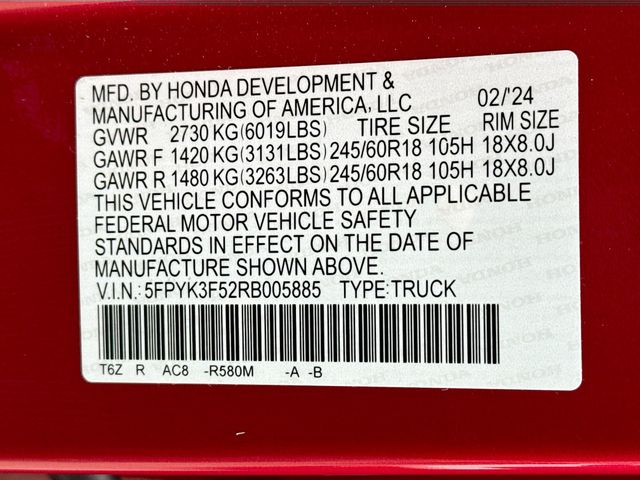 MFD. BY HONDA DEVELOPMENT &
MANUFACTURING OF AMERICA, LLC 02/'24
GVWR 2730 KG(6019LBS) TIRE SIZE RIM SIZE
GAWR F 1420 KG(3131LBS) 245/60R18 105H 18X8.0J
GAWR R 1480 KG(3263LBS) 245/60R18 105H 18X8.0J
THIS VEHICLE CONFORMS TO ALL APPLICABLE
FEDERAL MOTOR VEHICLE SAFETY
STANDARDS IN EFFECT ON THE DATE OF
MANUFACTURE SHOWN ABOVE.
V.I.N.: 5FPYK3F52RB005885 TYPE:TRUCK
T6Z R AC8 -R580M -A -B